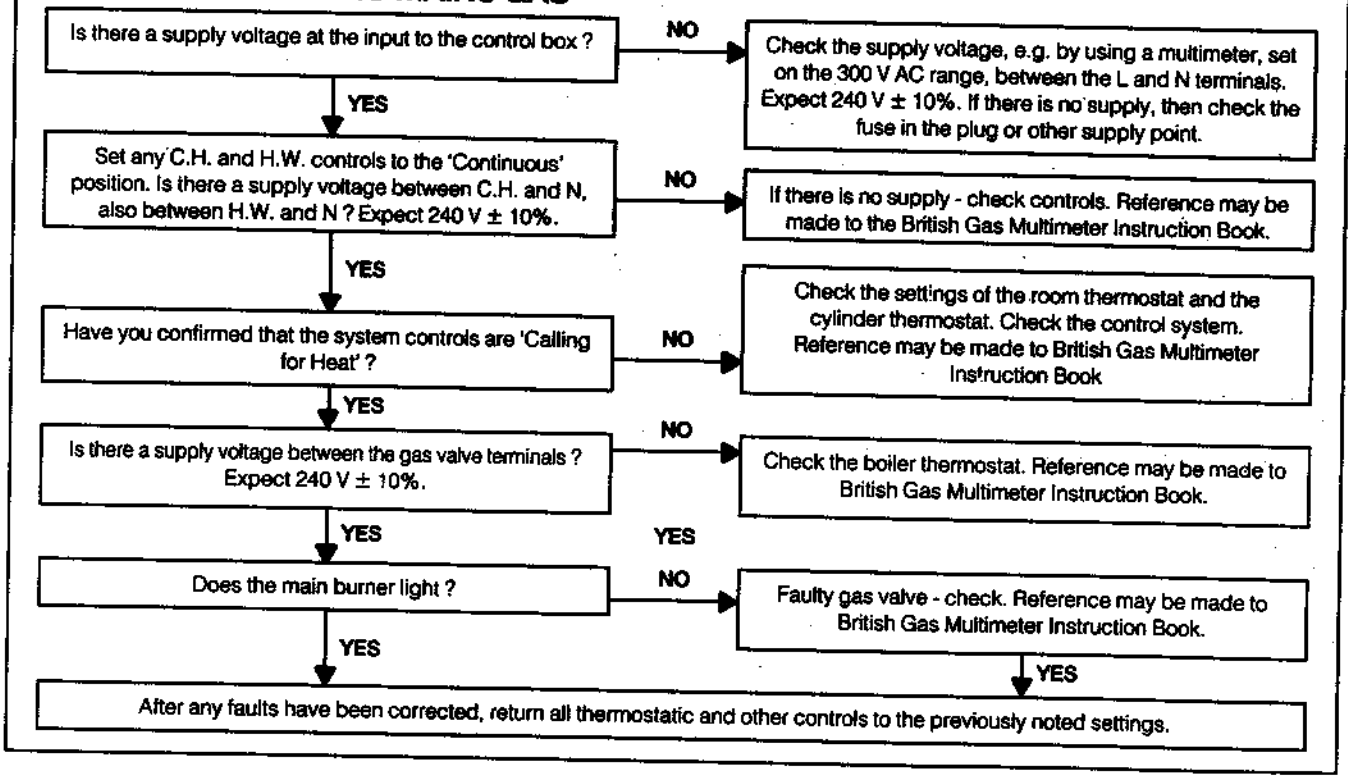 Is there a supply voltage at the input to the control box ?
NO
Check the supply voltage, e.g. by using a multimeter, set
on the 300 V AC range, between the L and N terminals.
Expect 240 V ± 10%. If there is no supply, then check the
fuse in the plug or other supply point.
YES
Set any C.H. and H.W. controls to the 'Continuous'
position. Is there a supply voltage between C.H. and N,
also between H.W. and N ? Expect 240 V ± 10%.
NO
If there is no supply - check controls. Reference may be
made to the British Gas Multimeter Instruction Book.
YES
Have you confirmed that the system controls are 'Calling
for Heat' ?
NO
Check the settings of the room thermostat and the
cylinder thermostat. Check the control system.
Reference may be made to British Gas Multimeter
Instruction Book
YES
Is there a supply voltage between the gas valve terminals ?
Expect 240 V ± 10%.
NO
Check the boiler thermostat. Reference may be made to
British Gas Multimeter Instruction Book.
YES
YES
Does the main burner light ?
NO
Faulty gas valve - check. Reference may be made to
British Gas Multimeter Instruction Book.
YES
YES
After any faults have been corrected, return all thermostatic and other controls to the previously noted settings.